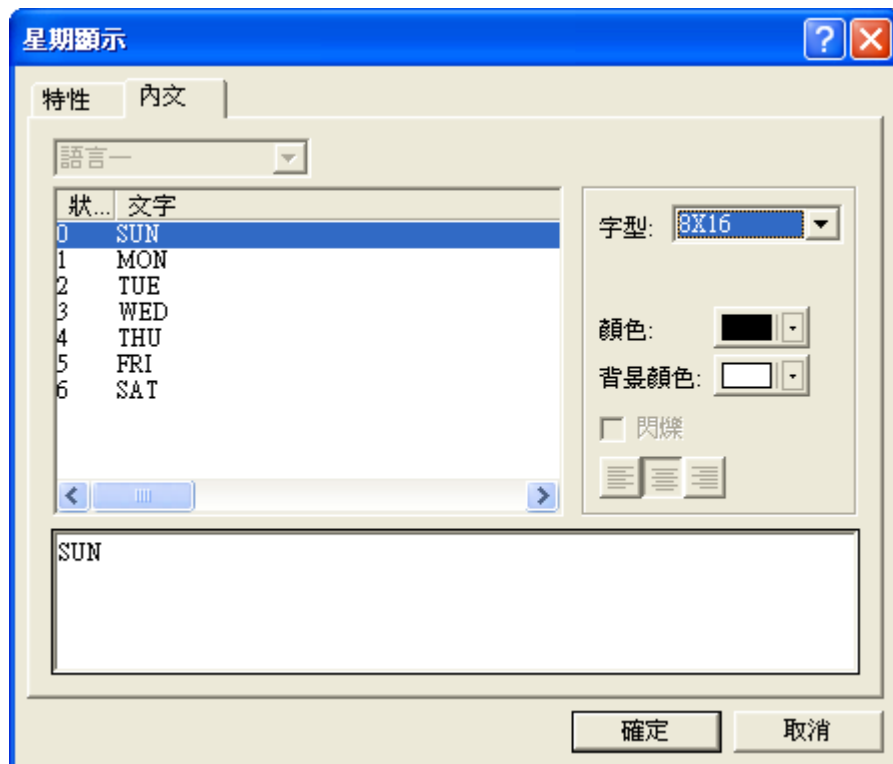 星期顯示
特性 內文
語言一
狀... 文字
0 SUN
1 MON
2 TUE
3 WED
4 THU
5 FRI
6 SAT
字型: 8X16
顏色:
背景顏色:
閃爍
SUN
確定 取消